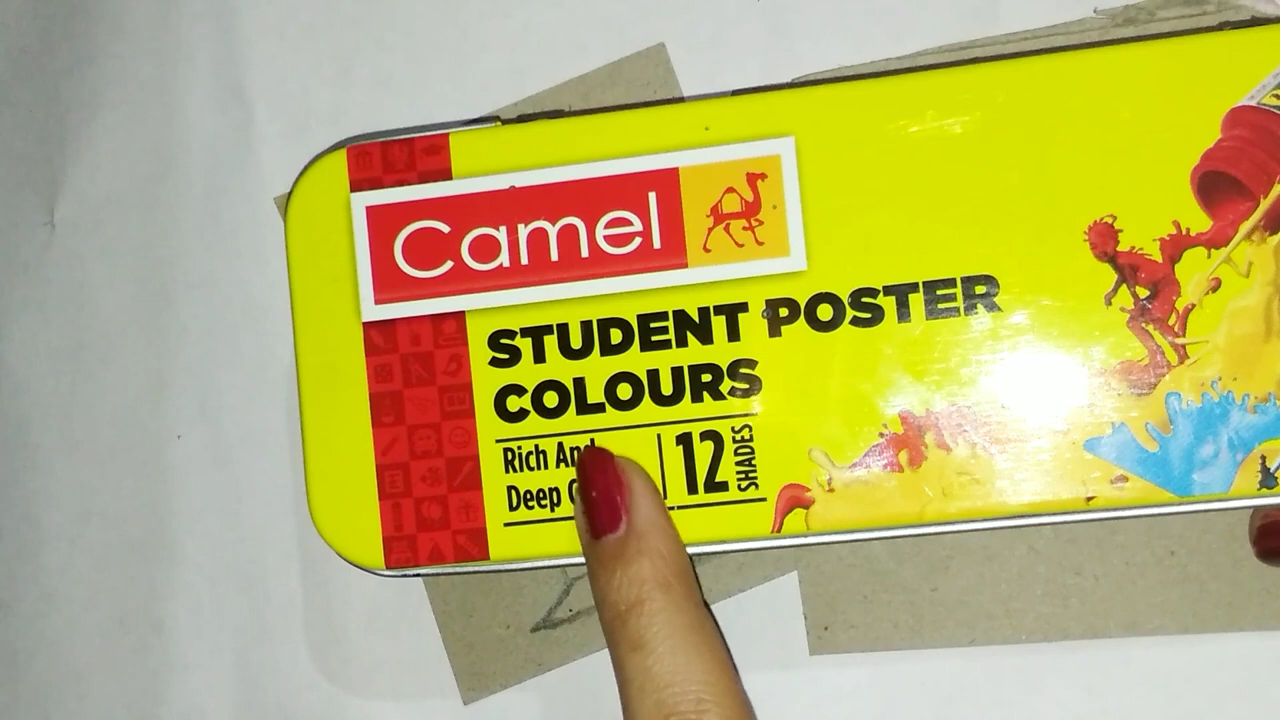 Camel
STUDENT POSTER
COLOURS
Rich And
Deep
12
SHADES